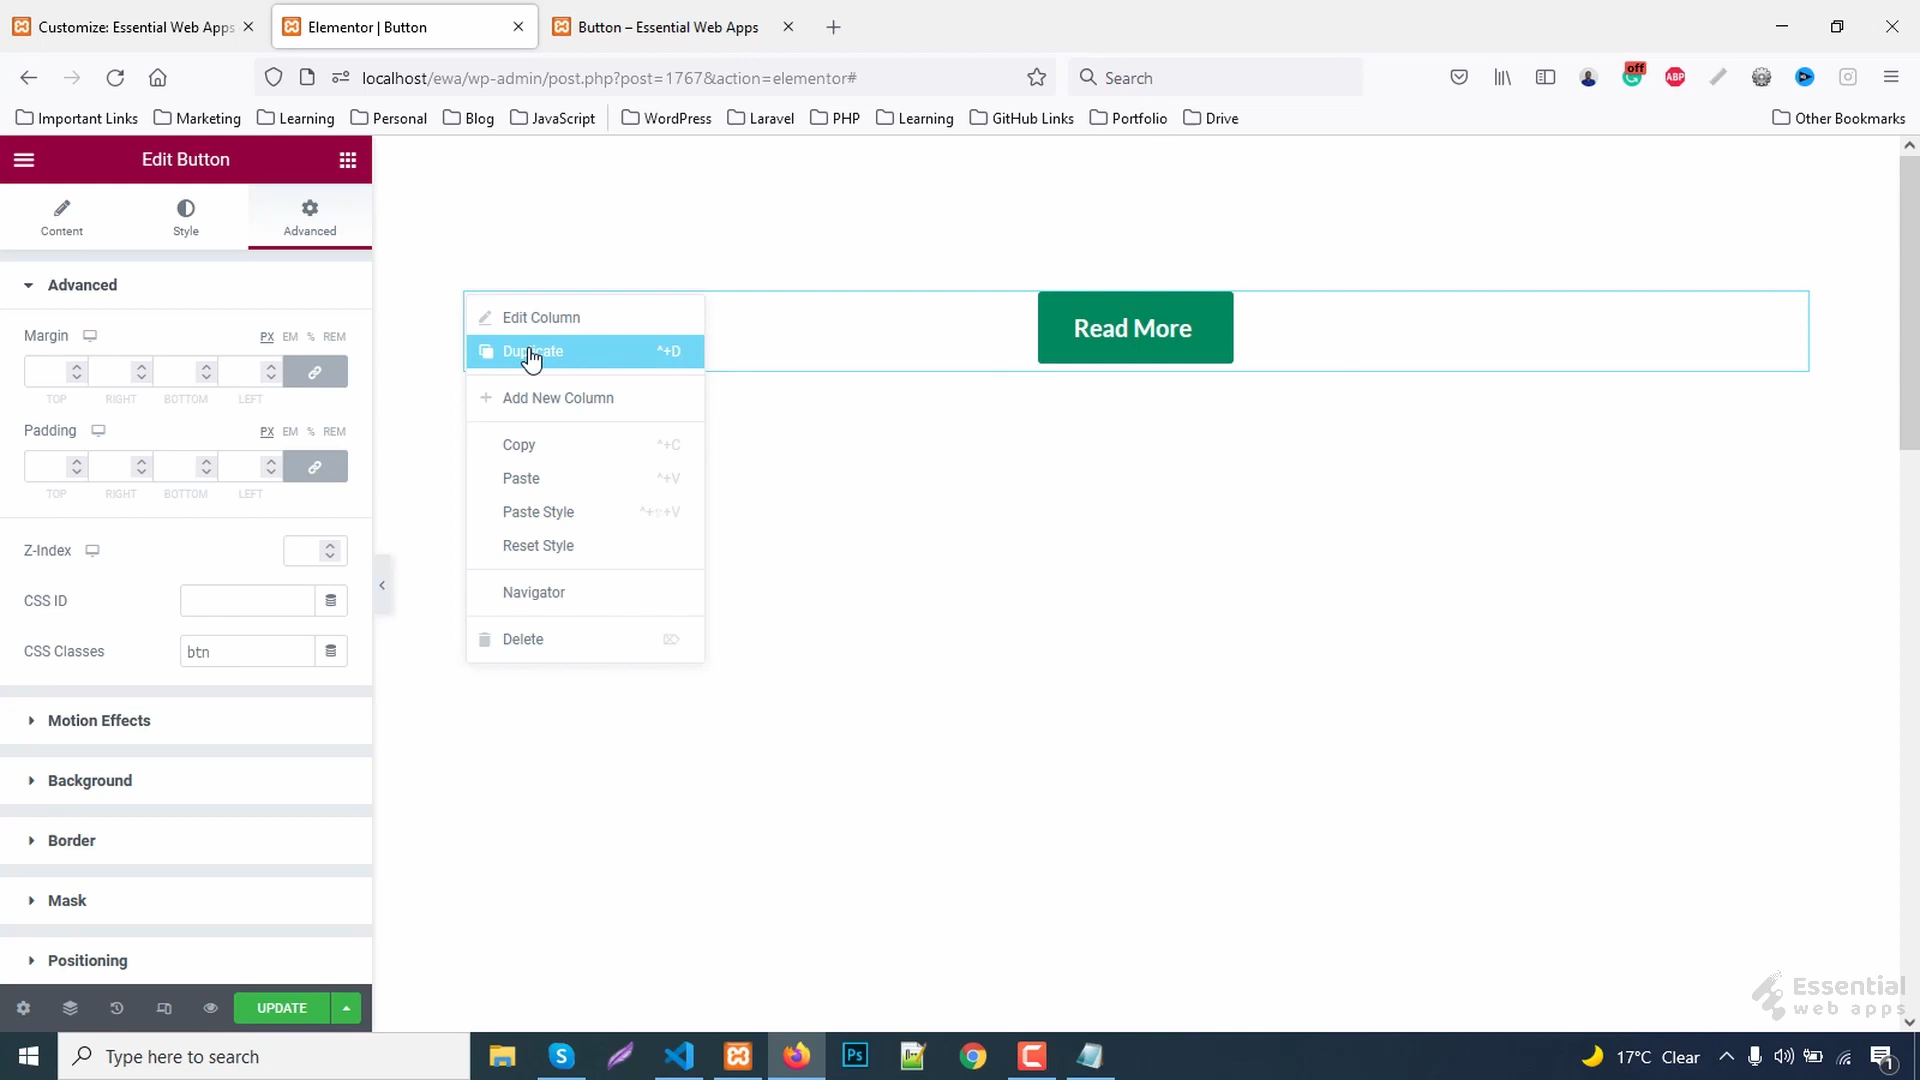 Customize: Essential Web Apps
Elementor | Button
Button – Essential Web Apps
localhost/ewa/wp-admin/post.php?post=1767&action=elementor#
Search
off
ABP
Important Links
Marketing
Learning
Personal
Blog
JavaScript
WordPress
Laravel
PHP
Learning
GitHub Links
Portfolio
Drive
Other Bookmarks
Edit Button
Content
Style
Advanced
Advanced
Margin
PX EM % REM
TOP RIGHT BOTTOM LEFT
Padding
PX EM % REM
TOP RIGHT BOTTOM LEFT
Z-Index
CSS ID
CSS Classes
btn
Motion Effects
Background
Border
Mask
Positioning
UPDATE
Edit Column
Duplicate ^+D
Add New Column
Copy ^+C
Paste ^+V
Paste Style ^+⇧+V
Reset Style
Navigator
Delete ⌦
Read More
Essential
web apps
Type here to search
Ps
17°C Clear
1